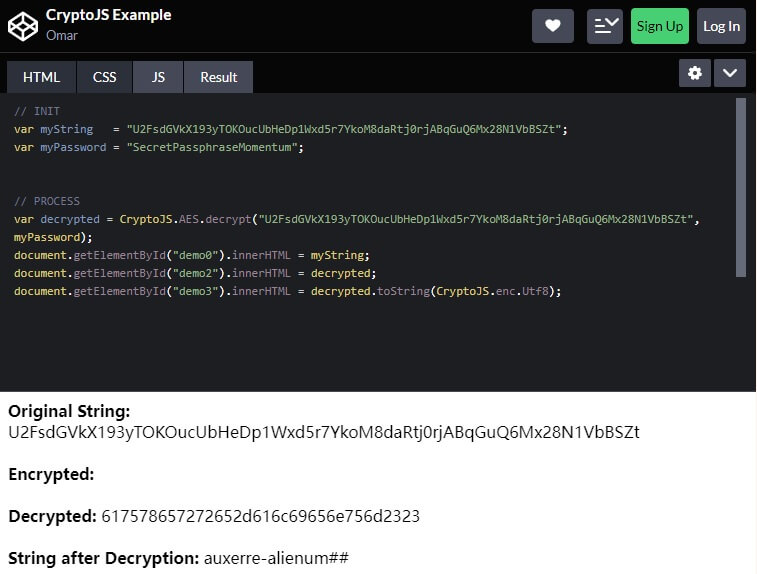 CryptoJS Example
Omar
Sign Up
Log In
HTML
CSS
JS
Result
// INIT
var myString   = "U2FsdGVkX193yTOKOucUbHeDp1Wxd5r7YkoM8daRtj0rjABqGuQ6Mx28N1VbBSZt";
var myPassword = "SecretPassphraseMomentum";
// PROCESS
var decrypted = CryptoJS.AES.decrypt("U2FsdGVkX193yTOKOucUbHeDp1Wxd5r7YkoM8daRtj0rjABqGuQ6Mx28N1VbBSZt",
myPassword);
document.getElementById("demo0").innerHTML = myString;
document.getElementById("demo2").innerHTML = decrypted;
document.getElementById("demo3").innerHTML = decrypted.toString(CryptoJS.enc.Utf8);
Original String:
U2FsdGVkX193yTOKOucUbHeDp1Wxd5r7YkoM8daRtj0rjABqGuQ6Mx28N1VbBSZt
Encrypted:
Decrypted: 617578657272652d616c69656e756d2323
String after Decryption: auxerre-alienum##